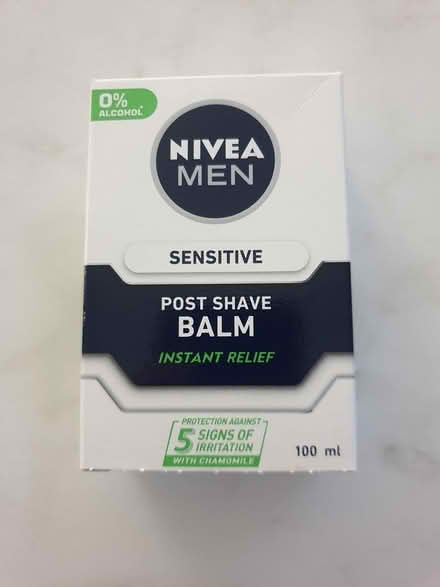 0%
ALCOHOL*
NIVEA
MEN
SENSITIVE
POST SHAVE
BALM
INSTANT RELIEF
PROTECTION AGAINST
5 SIGNS OF
IRRITATION
WITH CHAMOMILE
100 ml